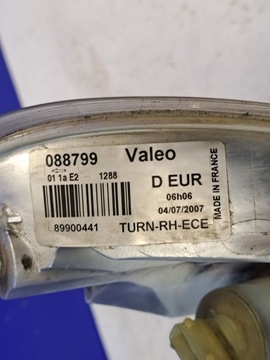 088799 Valeo
01 1a E2 1288 D EUR
06h06
04/07/2007
89900441 TURN-RH-ECE
MADE IN FRANCE